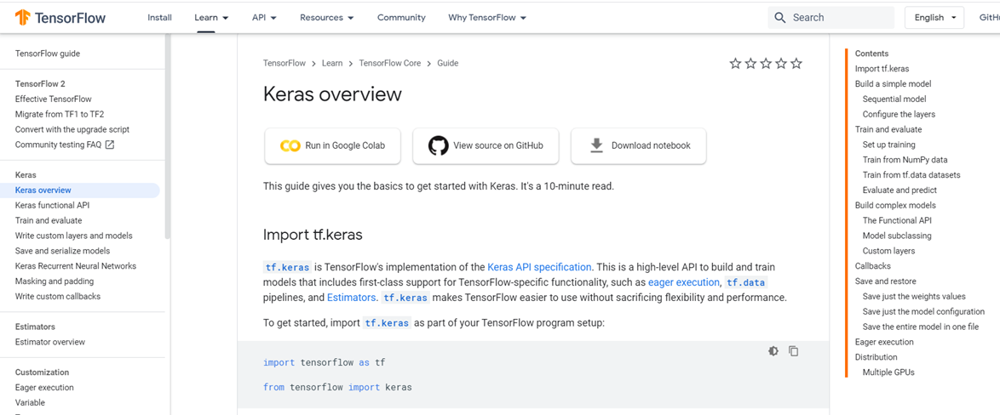 TensorFlow
Install
Learn
API
Resources
Community
Why TensorFlow
Search
English
TensorFlow guide
TensorFlow 2
Effective TensorFlow
Migrate from TF1 to TF2
Convert with the upgrade script
Community testing FAQ
Keras
Keras overview
Keras functional API
Train and evaluate
Write custom layers and models
Save and serialize models
Keras Recurrent Neural Networks
Masking and padding
Write custom callbacks
Estimators
Estimator overview
Customization
Eager execution
Variable
TensorFlow > Learn > TensorFlow Core > Guide
Keras overview
Run in Google Colab
View source on GitHub
Download notebook
This guide gives you the basics to get started with Keras. It's a 10-minute read.
Import tf.keras
tf.keras is TensorFlow's implementation of the Keras API specification. This is a high-level API to build and train
models that includes first-class support for TensorFlow-specific functionality, such as eager execution, tf.data
pipelines, and Estimators. tf.keras makes TensorFlow easier to use without sacrificing flexibility and performance.
To get started, import tf.keras as part of your TensorFlow program setup:
import tensorflow as tf
from tensorflow import keras
Contents
Import tf.keras
Build a simple model
Sequential model
Configure the layers
Train and evaluate
Set up training
Train from NumPy data
Train from tf.data datasets
Evaluate and predict
Build complex models
The Functional API
Model subclassing
Custom layers
Callbacks
Save and restore
Save just the weights values
Save just the model configuration
Save the entire model in one file
Eager execution
Distribution
Multiple GPUs